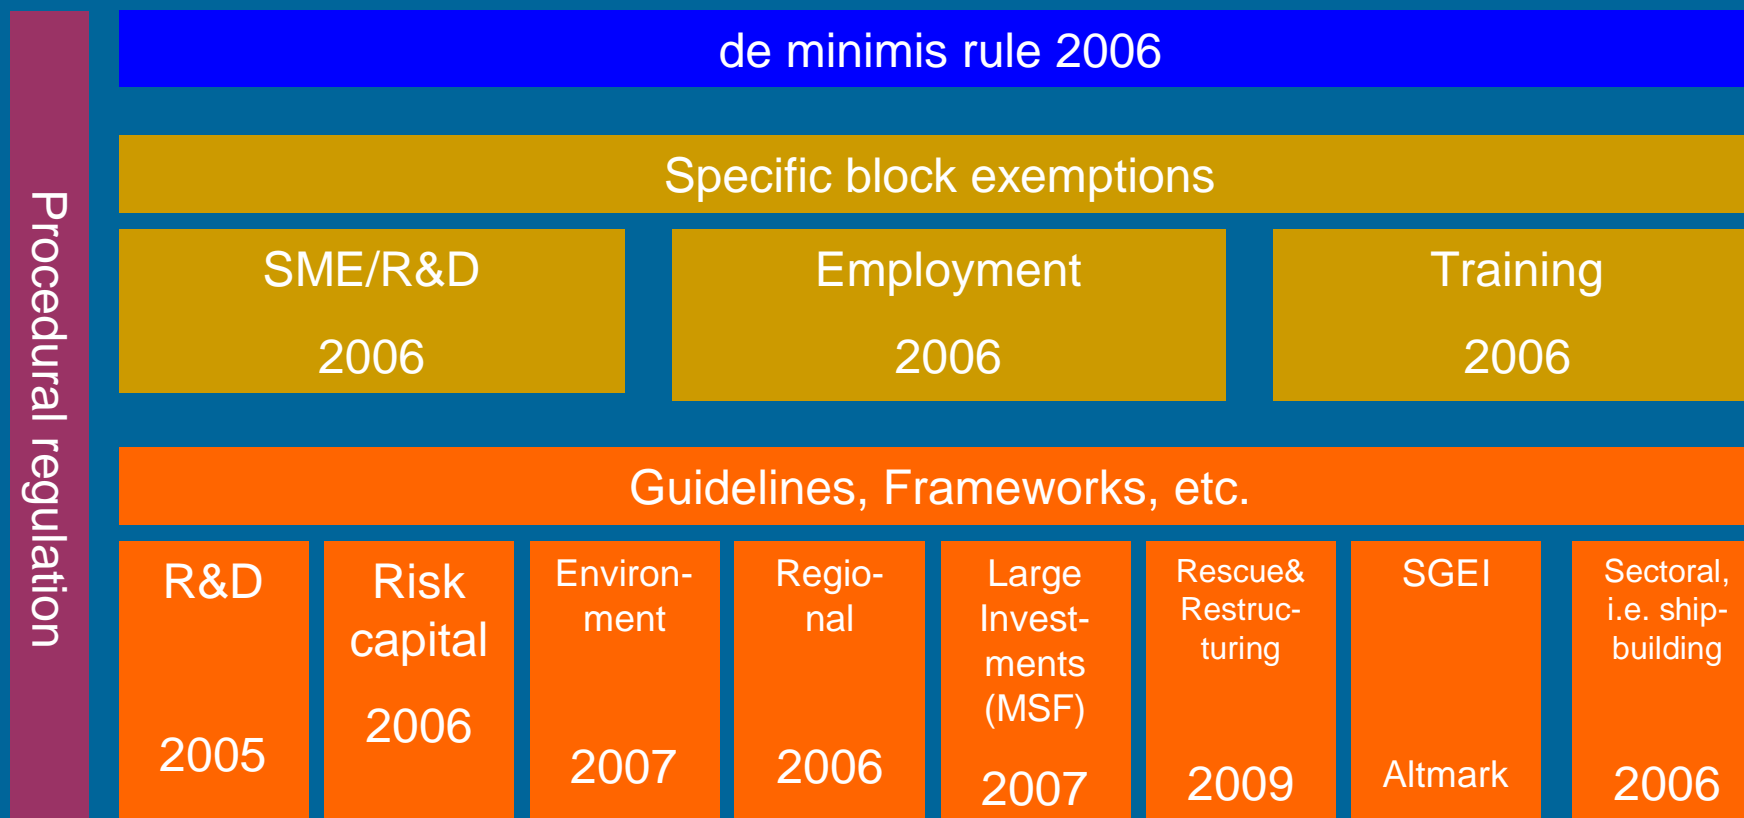 Procedural regulation
de minimis rule 2006
Specific block exemptions
SME/R&D
2006
Employment
2006
Training
2006
Guidelines, Frameworks, etc.
R&D
2005
Risk
capital
2006
Environ-
ment
2007
Regio-
nal
2006
Large
Invest-
ments
(MSF)
2007
Rescue&
Restruc-
turing
2009
SGEI
Altmark
Sectoral,
i.e. ship-
building
2006